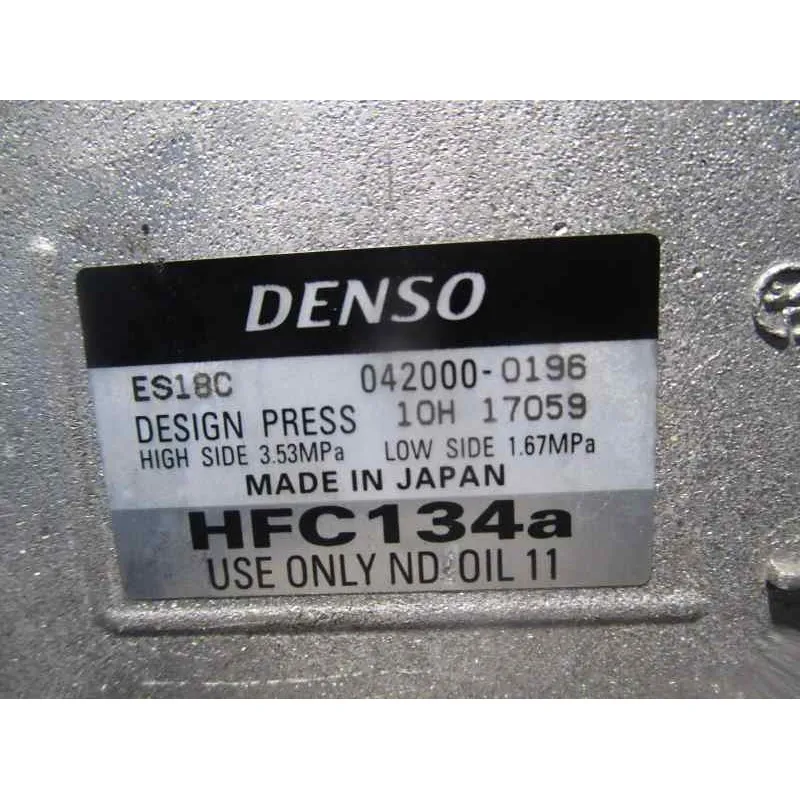 DENSO
ES18C 042000-0196
DESIGN PRESS 10H 17059
HIGH SIDE 3.53MPa LOW SIDE 1.67MPa
MADE IN JAPAN
HFC134a
USE ONLY ND-OIL 11